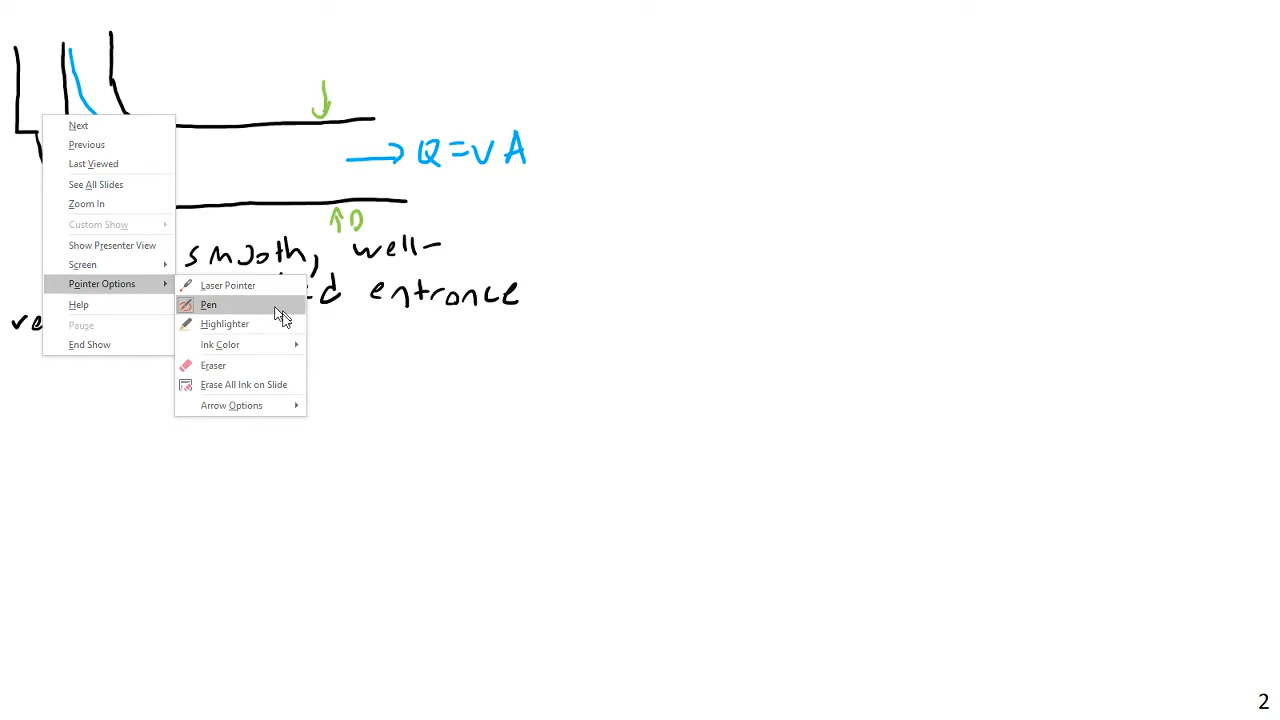 Q = V A
D
smooth, well-
entrance
Next
Previous
Last Viewed
See All Slides
Zoom In
Custom Show
Show Presenter View
Screen
Pointer Options
Help
Pause
End Show
Laser Pointer
Pen
Highlighter
Ink Color
Eraser
Erase All Ink on Slide
Arrow Options
2